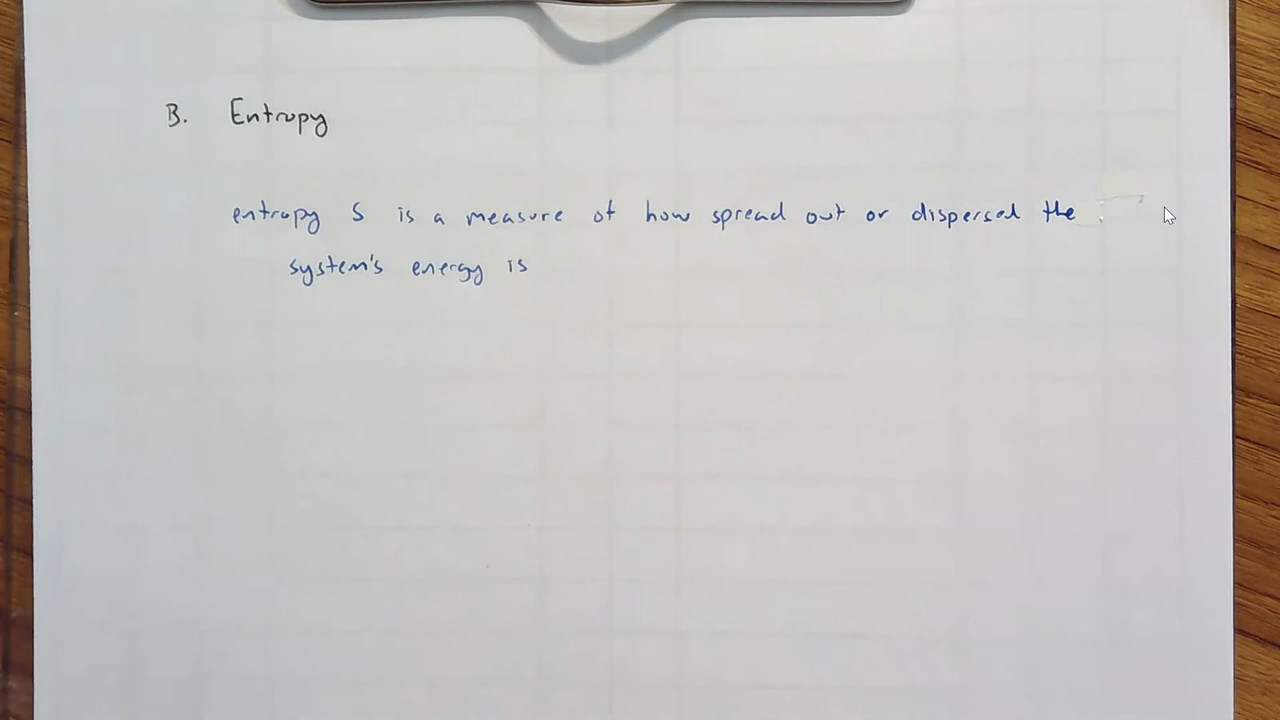 B. Entropy
entropy S is a measure of how spread out or dispersed the
system's energy is